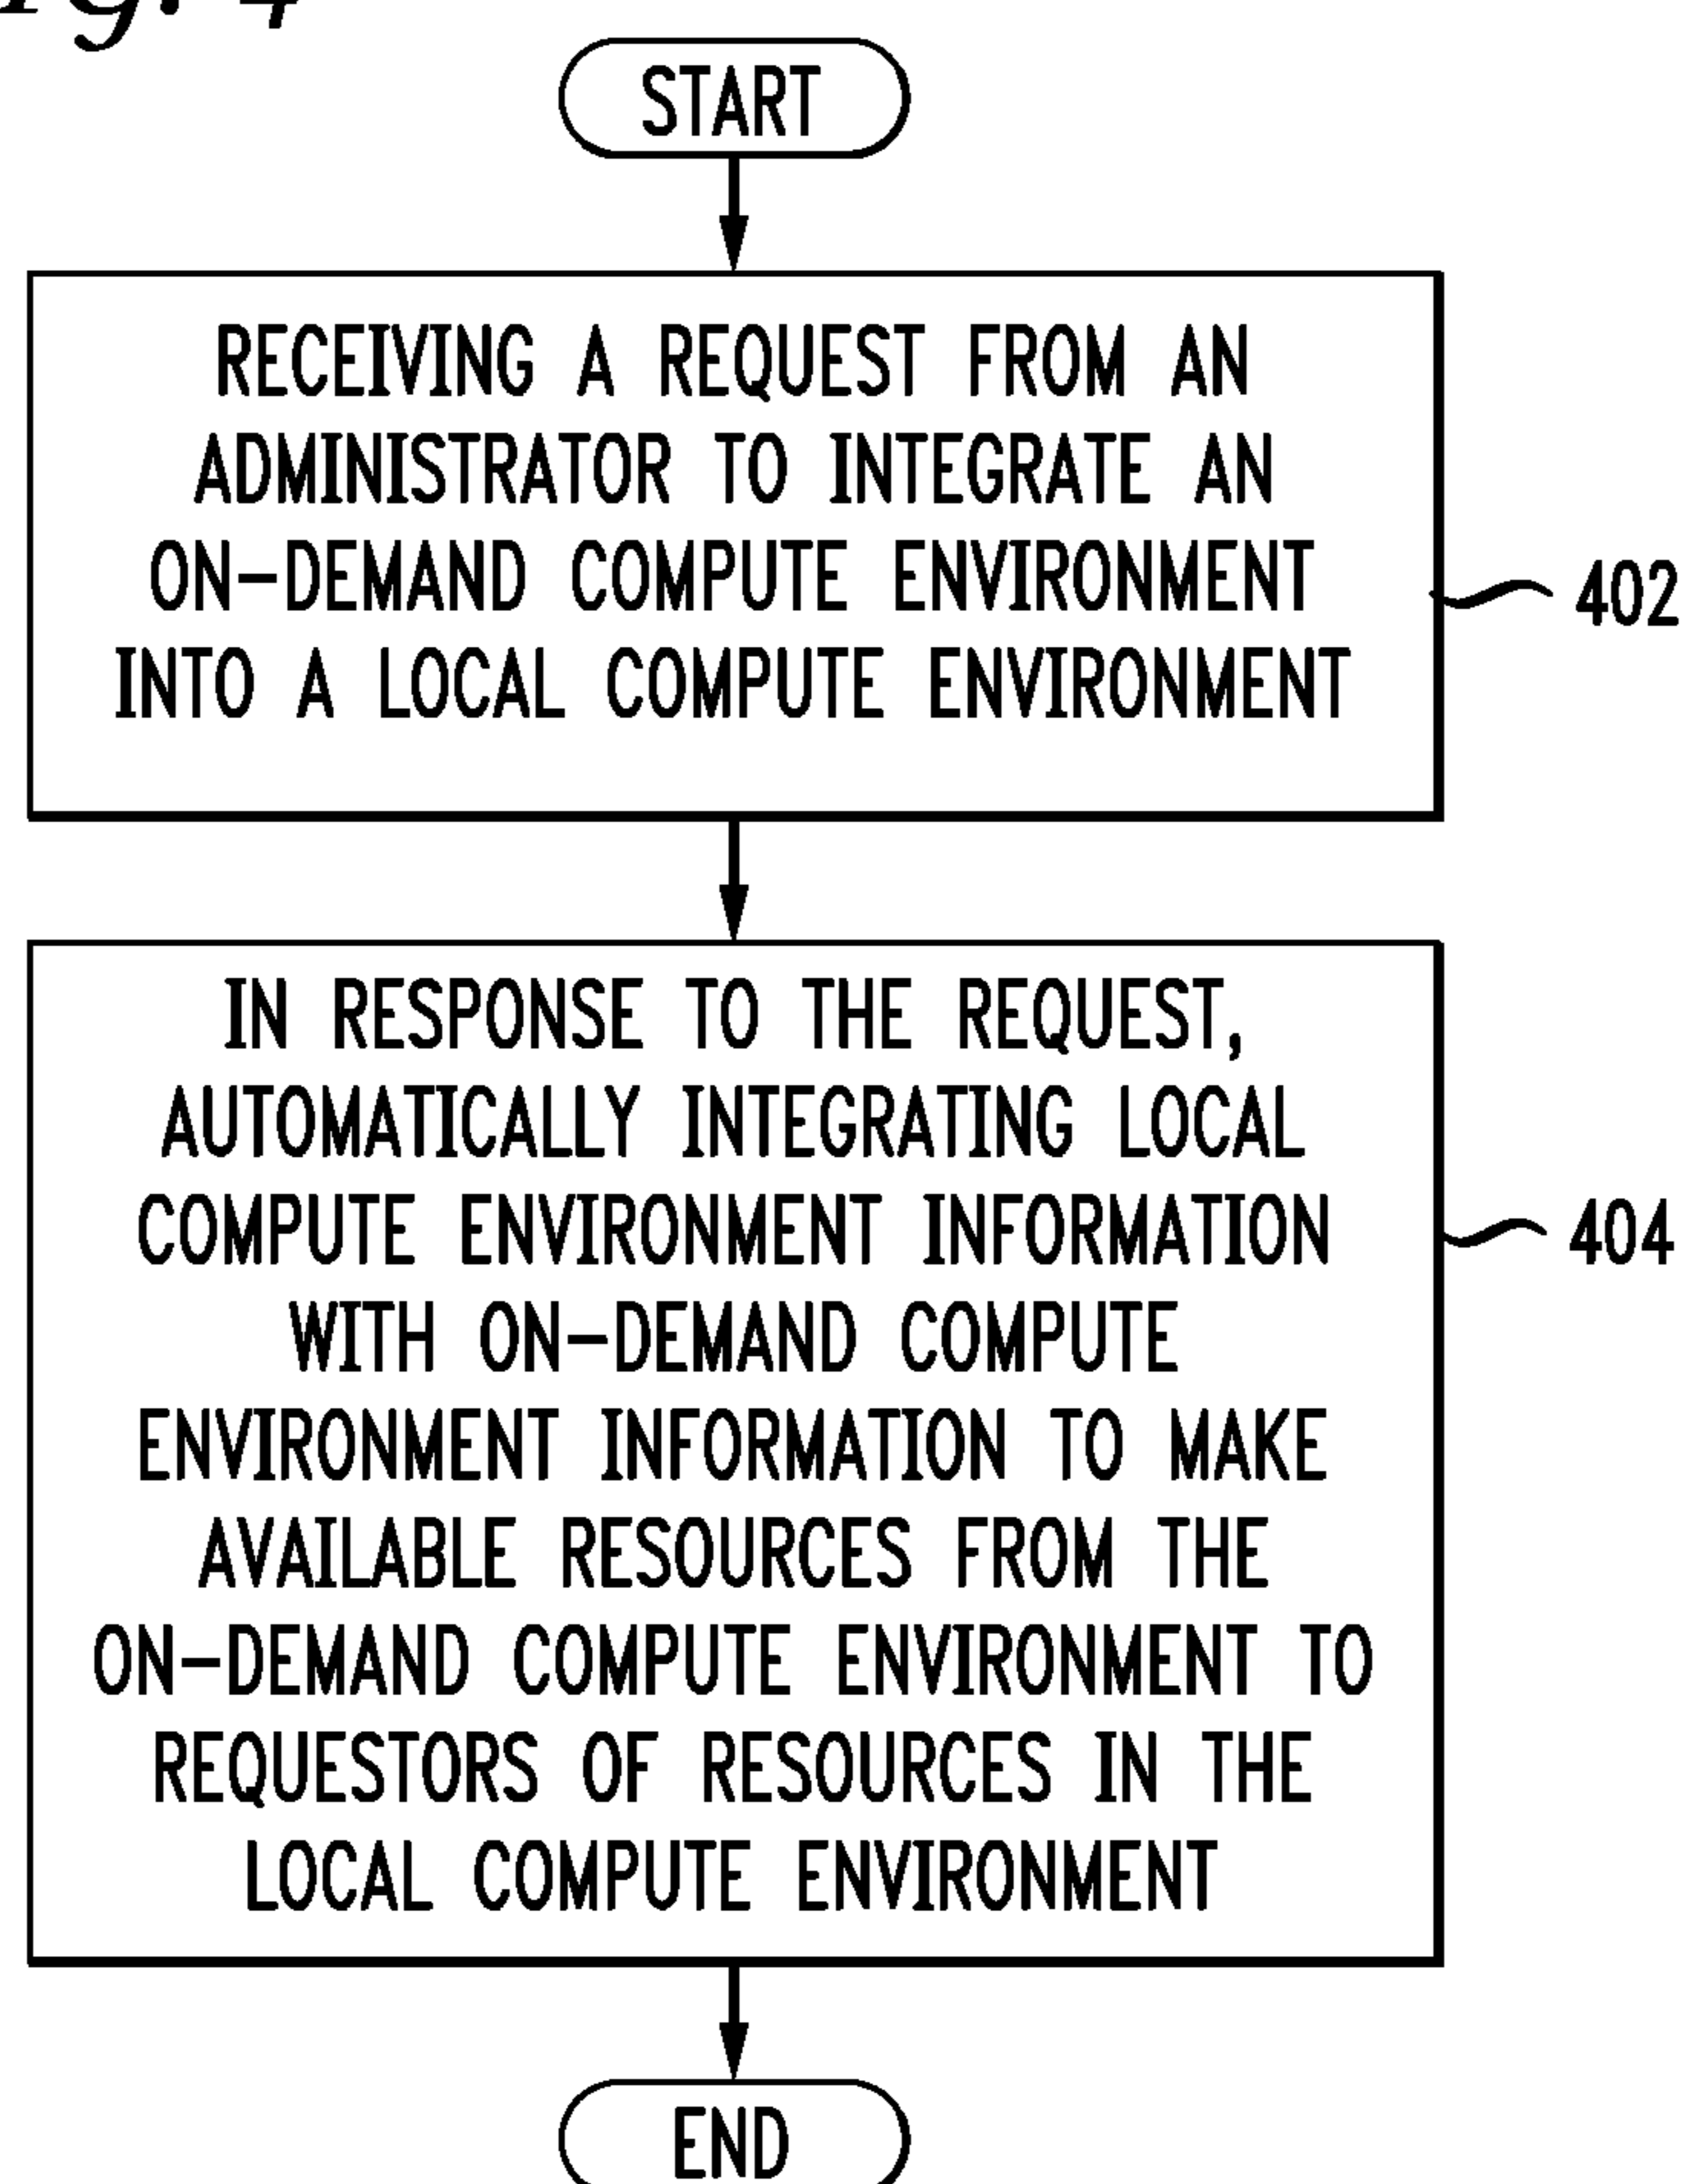 Fig. 4
START
RECEIVING A REQUEST FROM AN
ADMINISTRATOR TO INTEGRATE AN
ON-DEMAND COMPUTE ENVIRONMENT
INTO A LOCAL COMPUTE ENVIRONMENT
402
IN RESPONSE TO THE REQUEST,
AUTOMATICALLY INTEGRATING LOCAL
COMPUTE ENVIRONMENT INFORMATION
WITH ON-DEMAND COMPUTE
ENVIRONMENT INFORMATION TO MAKE
AVAILABLE RESOURCES FROM THE
ON-DEMAND COMPUTE ENVIRONMENT TO
REQUESTORS OF RESOURCES IN THE
LOCAL COMPUTE ENVIRONMENT
404
END